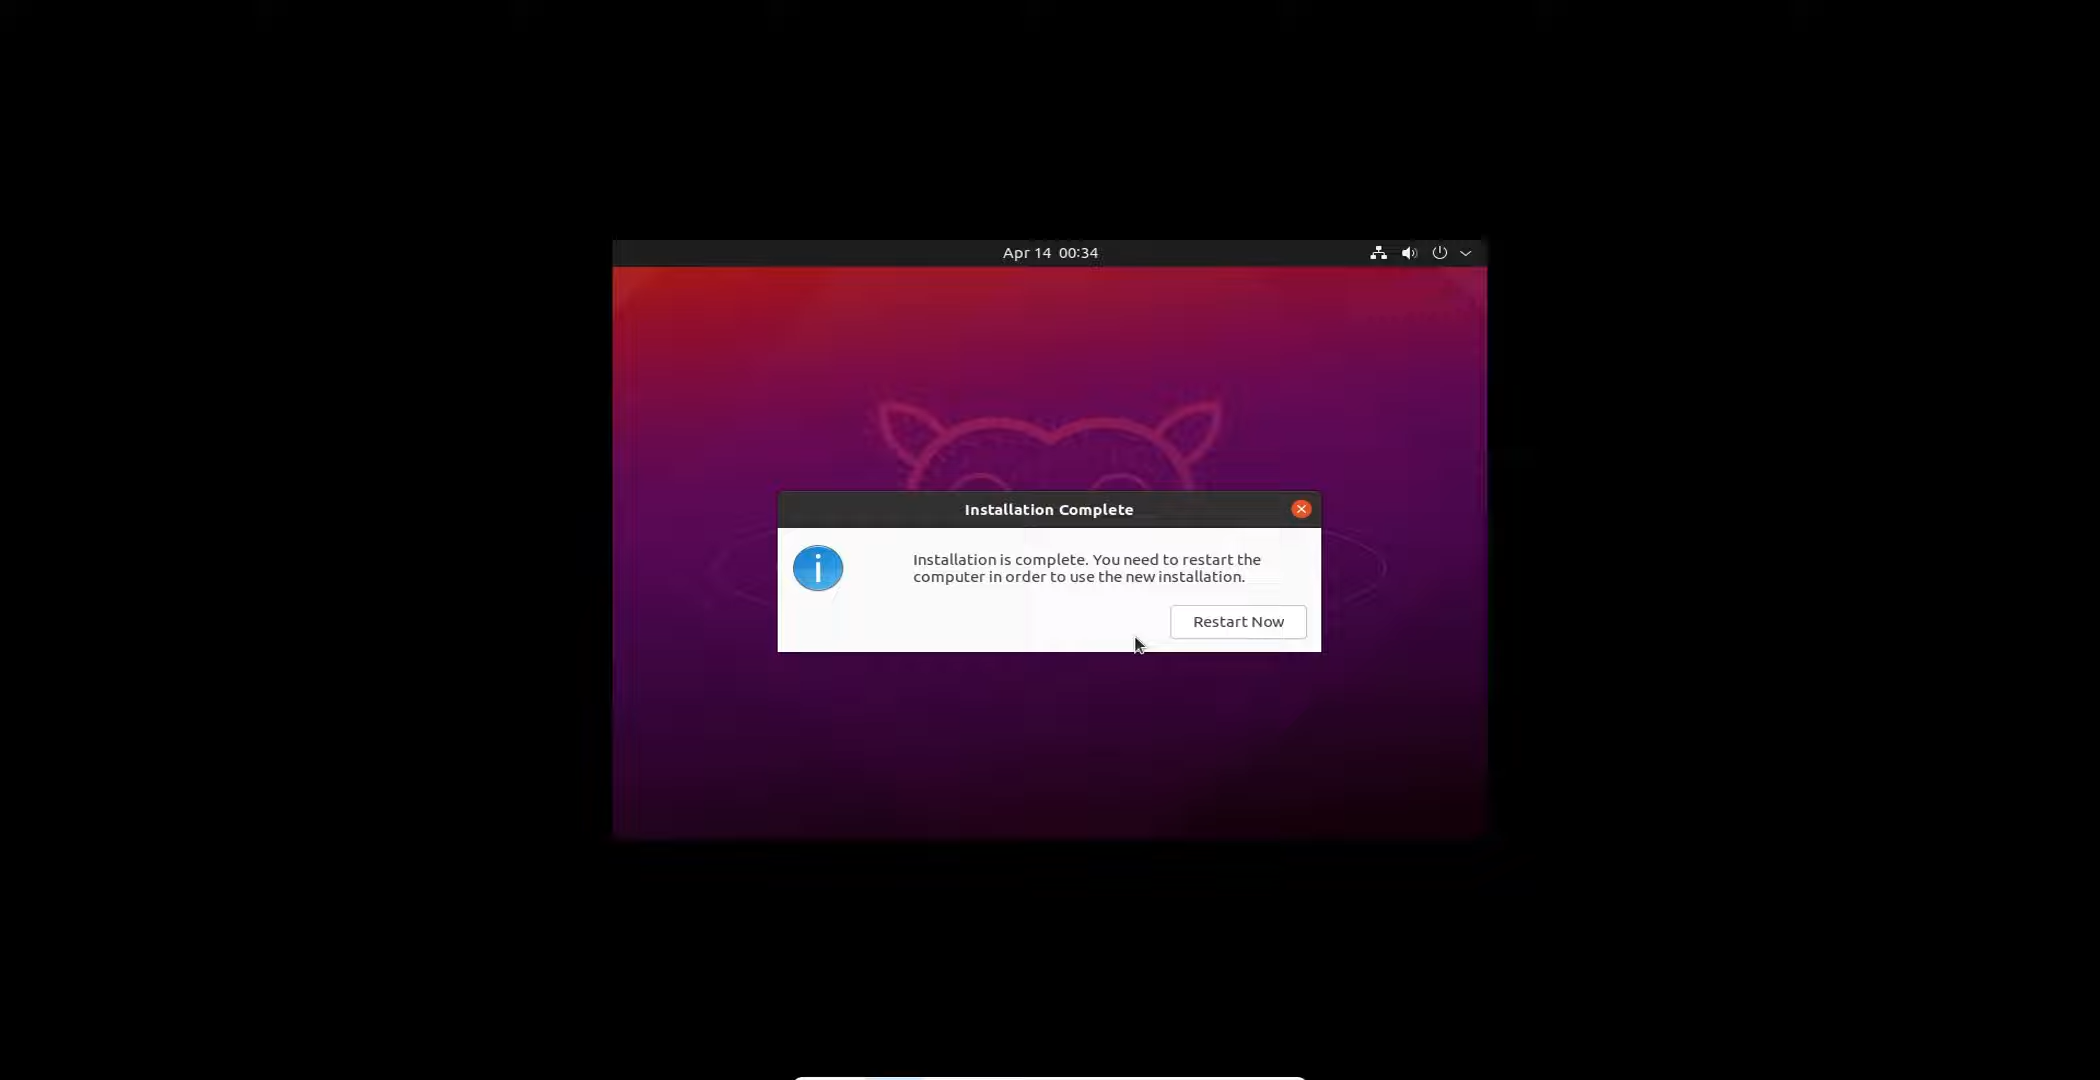 Apr 14 00:34
Installation Complete
Installation is complete. You need to restart the
computer in order to use the new installation.
Restart Now